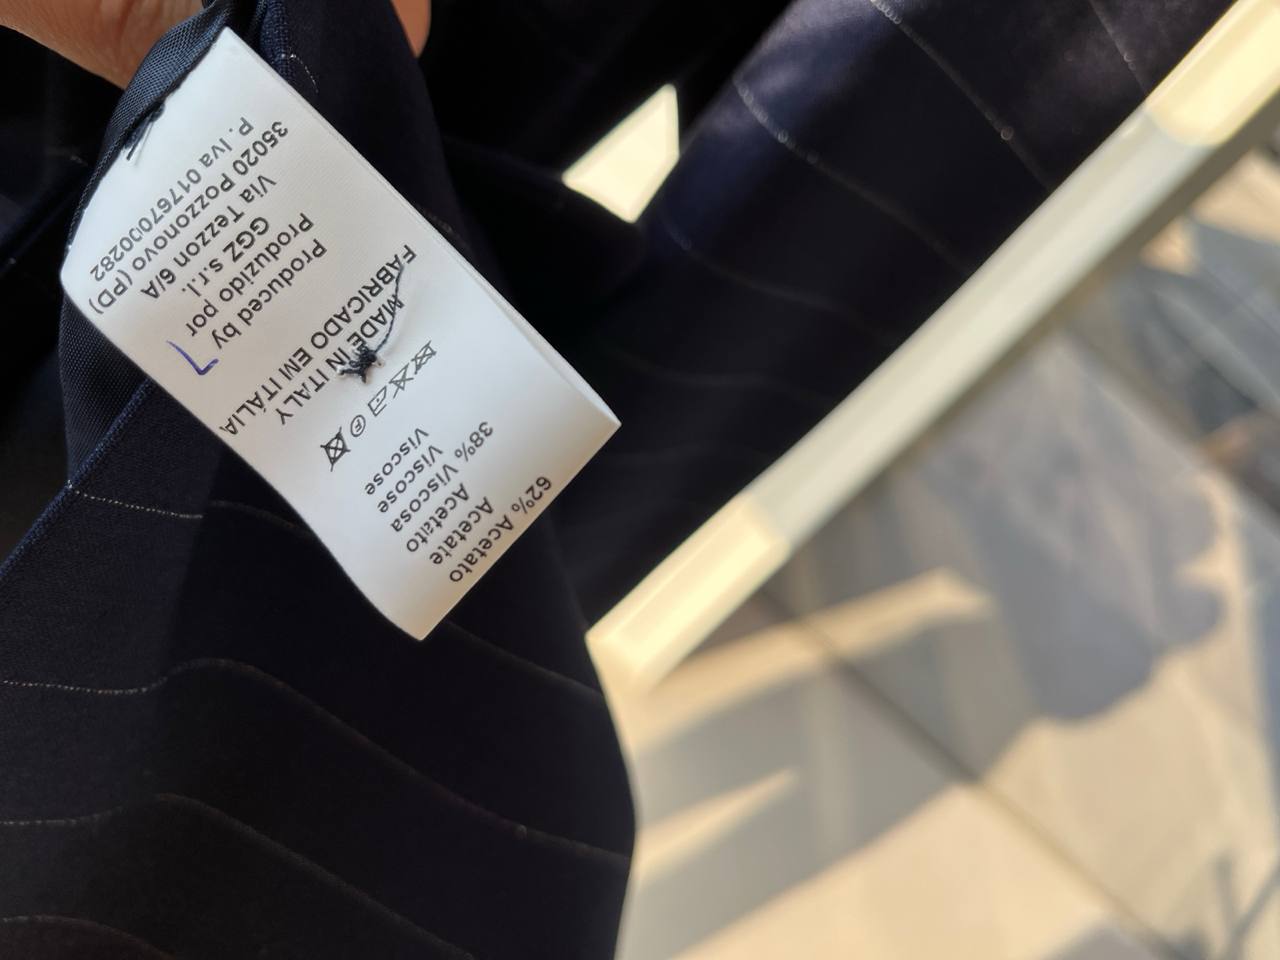 62% Acetato
Acetate
Acetato
38% Viscosa
Viscose
Viscose
MADE IN ITALY
FABRICADO EM ITÁLIA
Produced by
Produzido por
GGZ s.r.l.
Via Tezzon 6/A
35020 Pozzonovo (PD)
P. Iva 01767000282